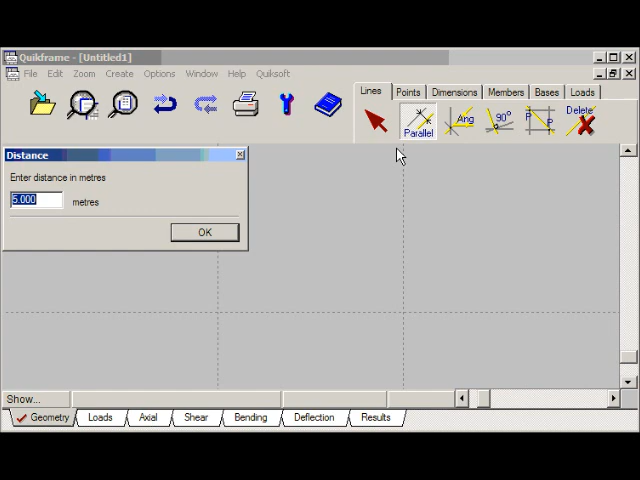 Quikframe - [Untitled1]
File Edit Zoom Create Options Window Help Quiksoft
Lines Points Dimensions Members Bases Loads
Parallel Ang 90° P P Delete
Distance
Enter distance in metres
5.000 metres
OK
Show...
Geometry Loads Axial Shear Bending Deflection Results